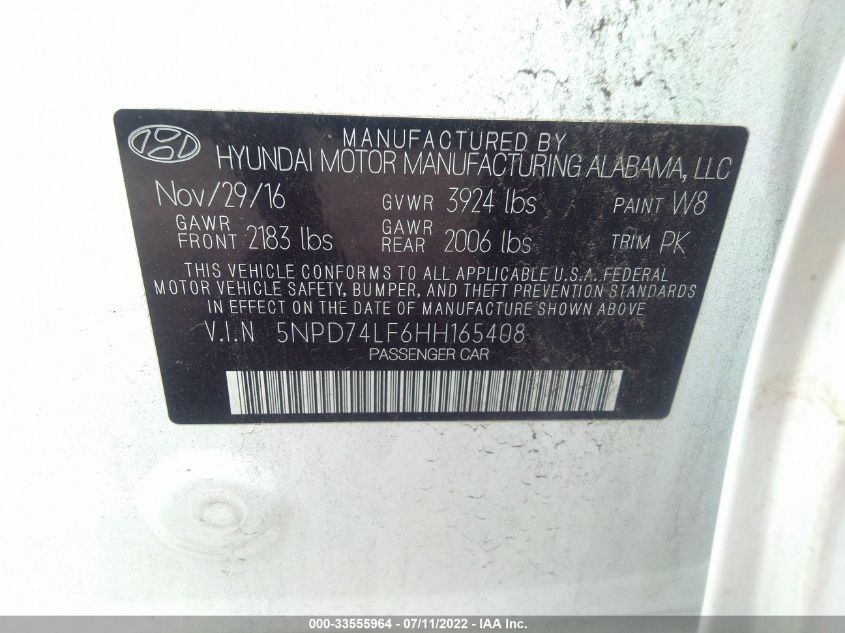 MANUFACTURED BY
HYUNDAI MOTOR MANUFACTURING ALABAMA, LLC
Nov/29/16 GVWR 3924 lbs PAINT W8
GAWR FRONT 2183 lbs GAWR REAR 2006 lbs TRIM PK
THIS VEHICLE CONFORMS TO ALL APPLICABLE U.S.A. FEDERAL
MOTOR VEHICLE SAFETY, BUMPER, AND THEFT PREVENTION STANDARDS
IN EFFECT ON THE DATE OF MANUFACTURE SHOWN ABOVE
V.I.N 5NPD74LF6HH165408
PASSENGER CAR
000-33555964 - 07/11/2022 - IAA Inc.